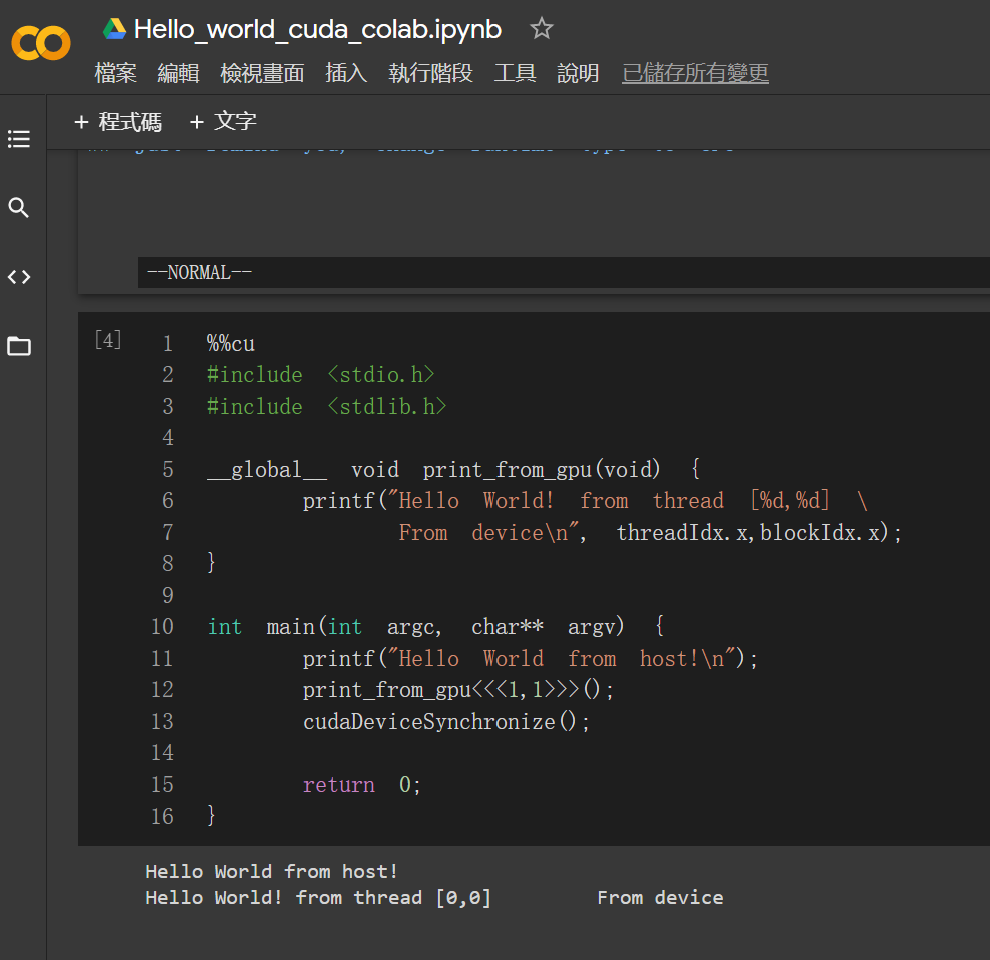 Hello_world_cuda_colab.ipynb
檔案 編輯 檢視畫面 插入 執行階段 工具 說明 已儲存所有變更
+ 程式碼 + 文字
--NORMAL--
[4]
1 %%cu
2 #include <stdio.h>
3 #include <stdlib.h>
4
5 __global__ void print_from_gpu(void) {
6 printf("Hello World! from thread [%d,%d] \
7 From device\n", threadIdx.x,blockIdx.x);
8 }
9
10 int main(int argc, char** argv) {
11 printf("Hello World from host!\n");
12 print_from_gpu<<<1,1>>>();
13 cudaDeviceSynchronize();
14
15 return 0;
16 }
Hello World from host!
Hello World! from thread [0,0] From device